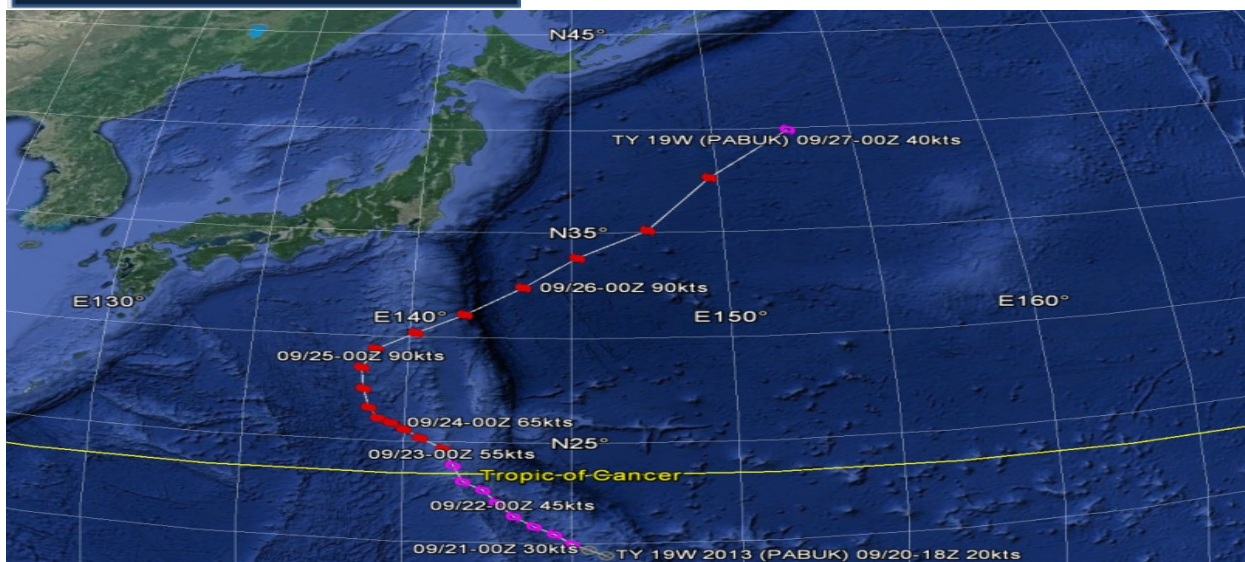 N45°
TY 19W (PABUK) 09/27-00Z 40kts
N35°
09/26-00Z 90kts
E130°
E140°
E150°
E160°
09/25-00Z 90kts
09/24-00Z 65kts
N25°
09/23-00Z 55kts
Tropic of Cancer
09/22-00Z 45kts
09/21-00Z 30kts
TY 19W 2013 (PABUK) 09/20-18Z 20kts